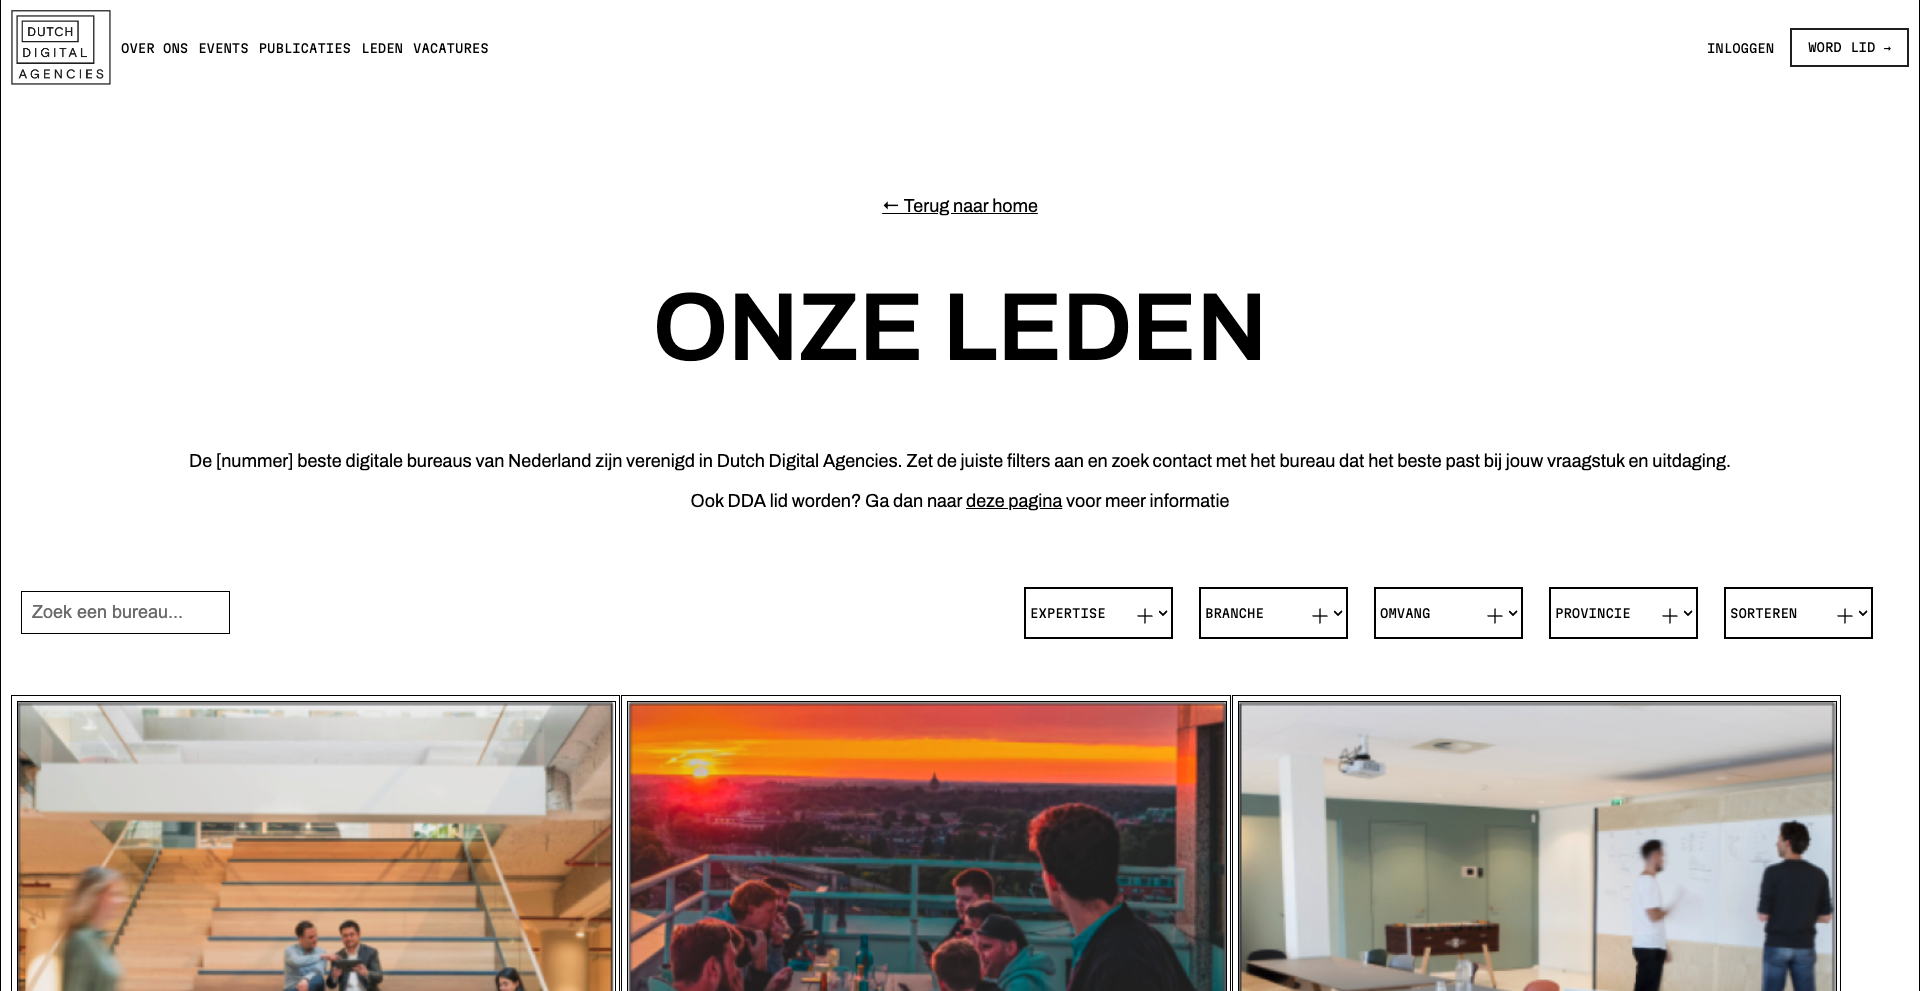 DUTCH
DIGITAL
AGENCIES
OVER ONS EVENTS PUBLICATIES LEDEN VACATURES
INLOGGEN
WORD LID →
← Terug naar home
ONZE LEDEN
De [nummer] beste digitale bureaus van Nederland zijn verenigd in Dutch Digital Agencies. Zet de juiste filters aan en zoek contact met het bureau dat het beste past bij jouw vraagstuk en uitdaging.
Ook DDA lid worden? Ga dan naar deze pagina voor meer informatie
Zoek een bureau...
EXPERTISE
BRANCHE
OMVANG
PROVINCIE
SORTEREN